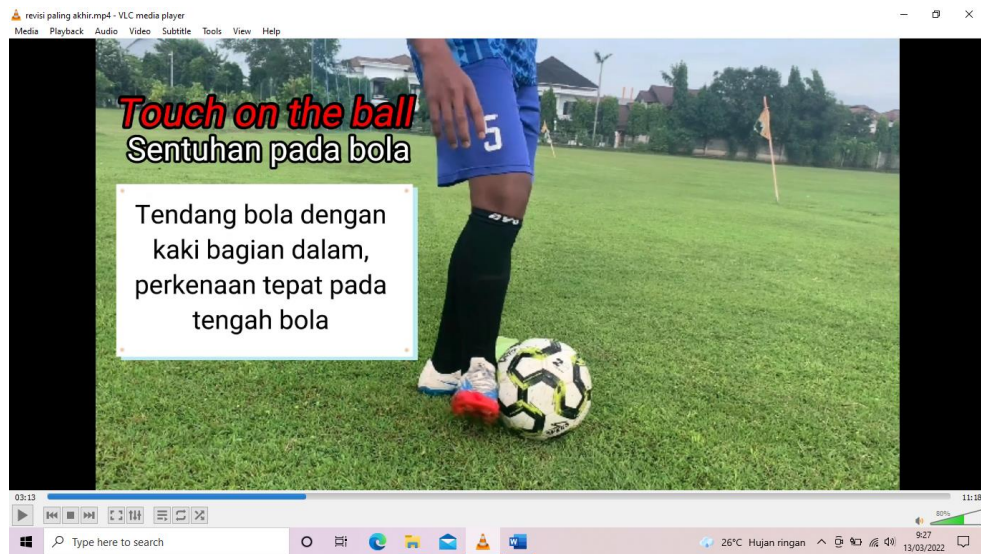 revisi paling akhir.mp4 - VLC media player
Media Playback Audio Video Subtitle Tools View Help
Touch on the ball
Sentuhan pada bola
5
Tendang bola dengan
kaki bagian dalam,
perkenaan tepat pada
tengah bola
03:13
11:18
80%
Type here to search
26°C Hujan ringan
9:27
13/03/2022